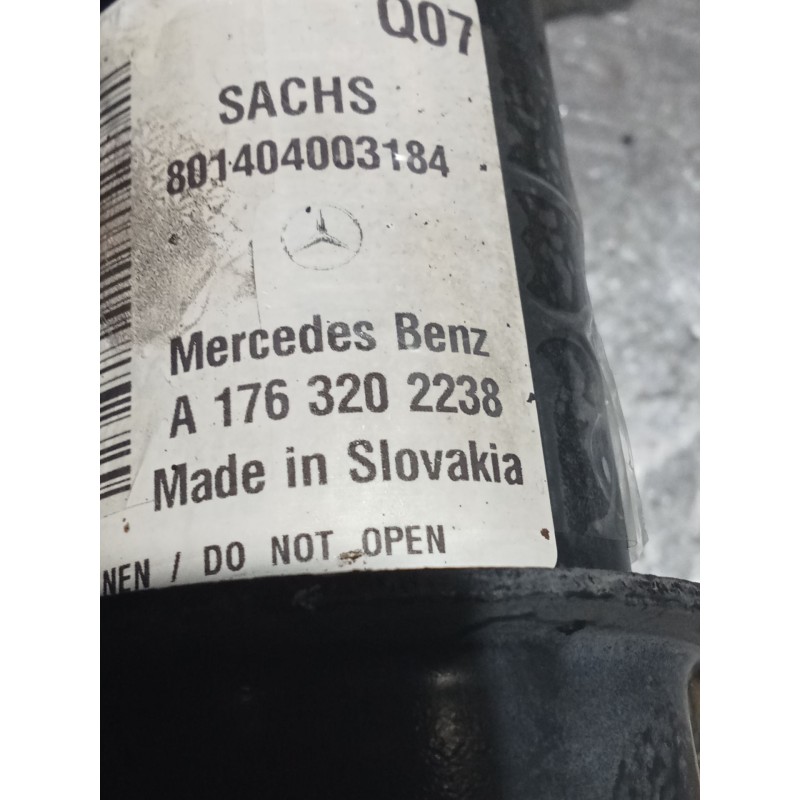 Q07
SACHS
801404003184
Mercedes Benz
A 176 320 2238
Made in Slovakia
NEN / DO NOT OPEN